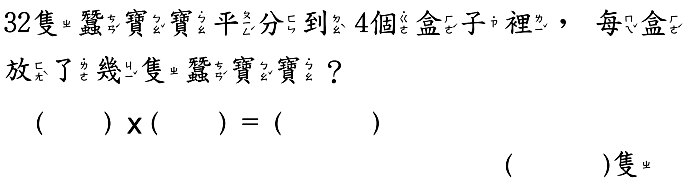 32隻蠶寶寶平分到4個盒子裡，每盒
放了幾隻蠶寶寶？
(　　) x (　　) = (　　　)
(　　　)隻